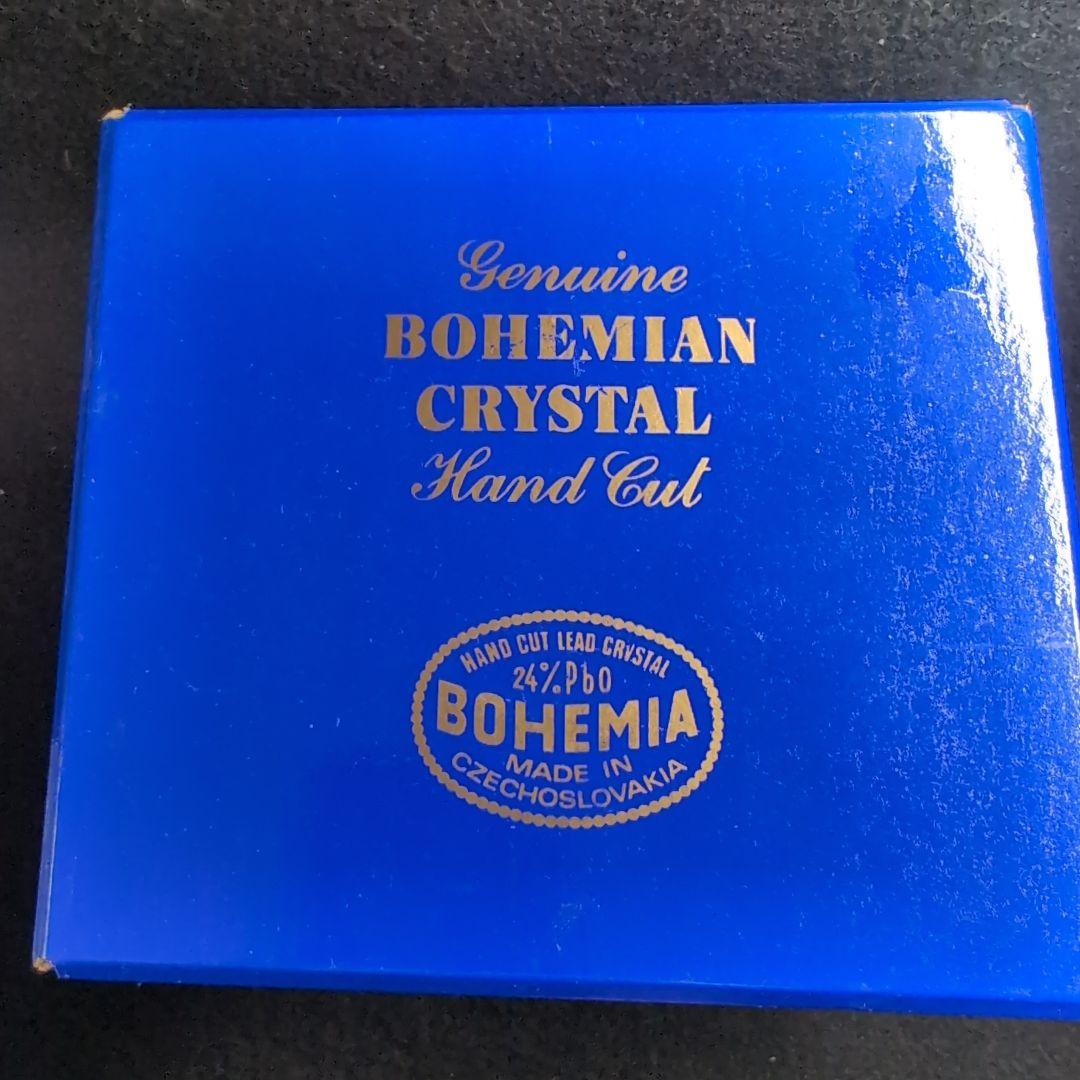 Genuine
BOHEMIAN
CRYSTAL
Hand Cut
HAND CUT LEAD CRYSTAL
24% PbO
BOHEMIA
MADE IN
CZECHOSLOVAKIA